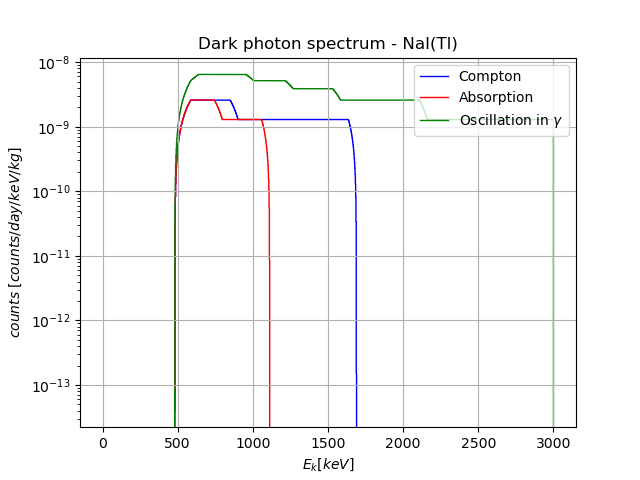 Dark photon spectrum - NaI(Tl)
10⁻⁸
10⁻⁹
10⁻¹⁰
10⁻¹¹
10⁻¹²
10⁻¹³
counts [counts/day/keV/kg]
Compton
Absorption
Oscillation in γ
0 500 1000 1500 2000 2500 3000
E_k[keV]